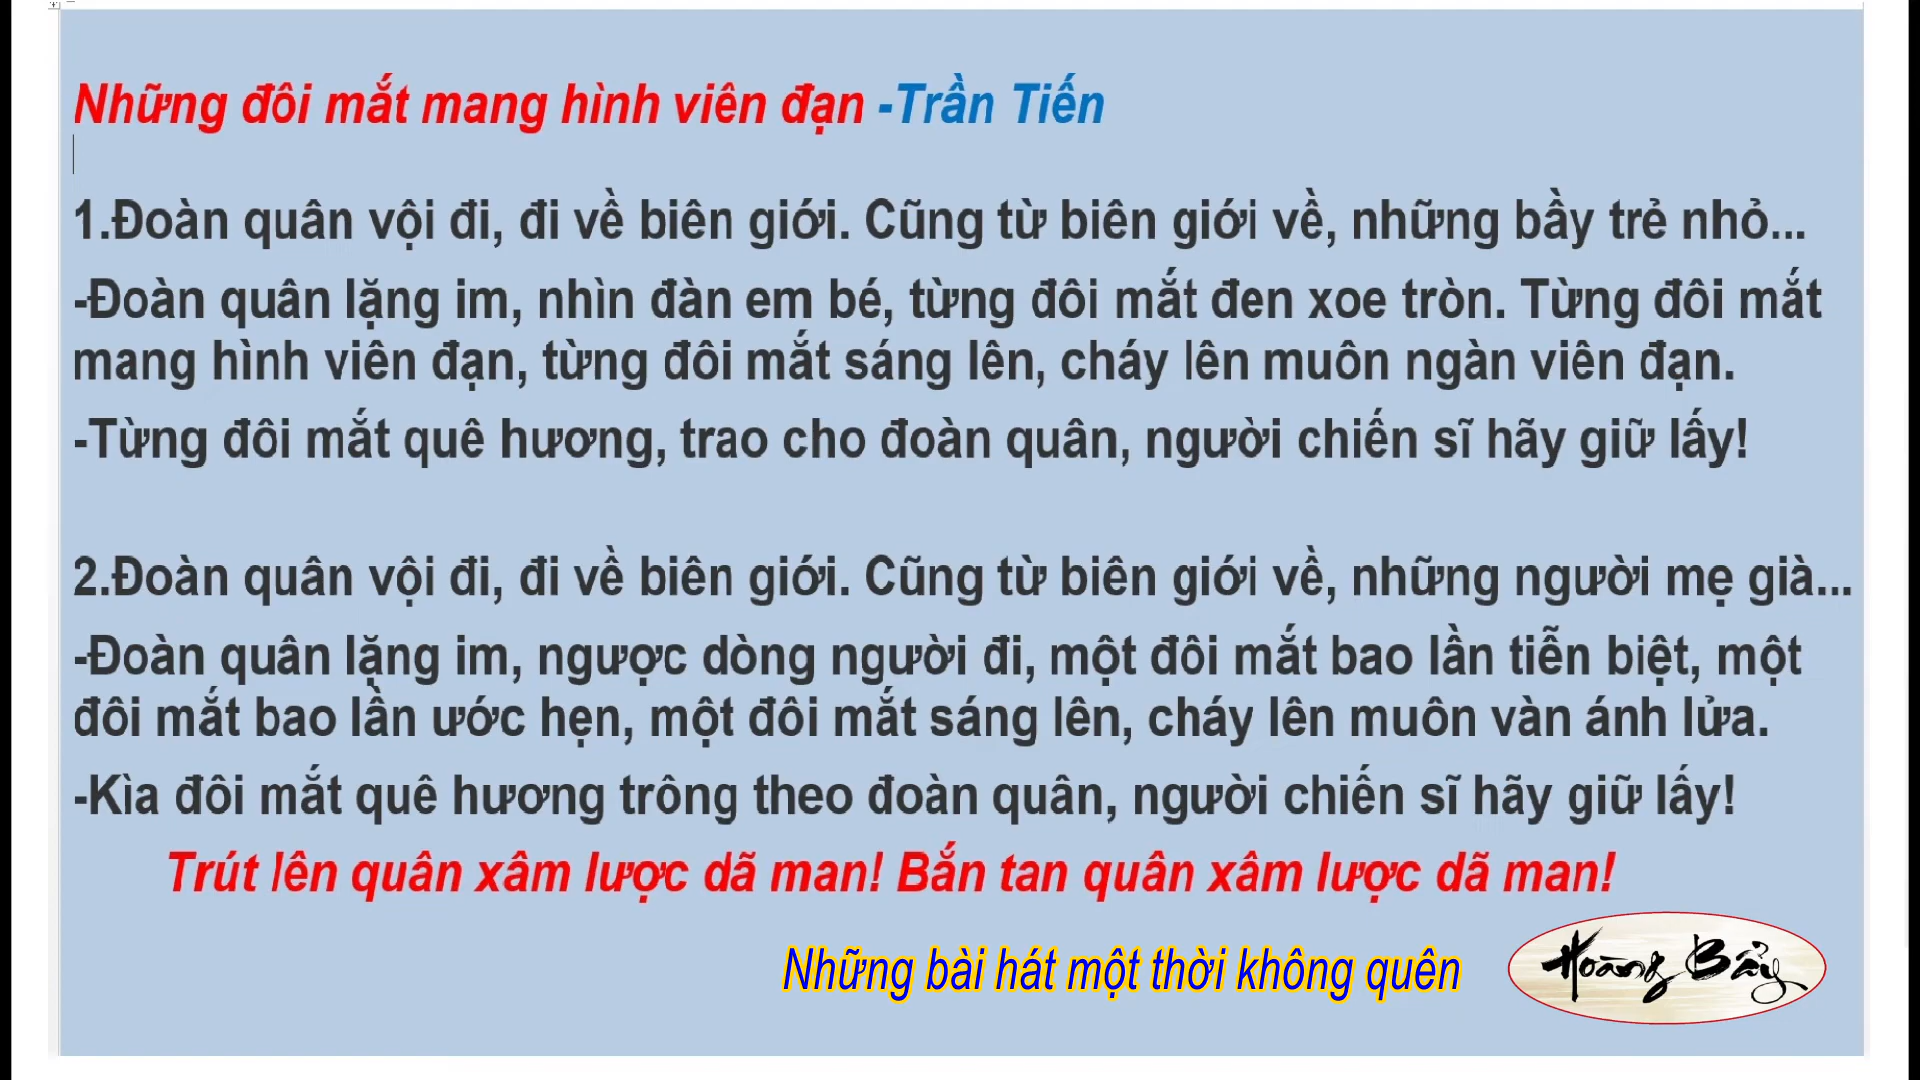 Những đôi mắt mang hình viên đạn -Trần Tiến
1.Đoàn quân vội đi, đi về biên giới. Cũng từ biên giới về, những bầy trẻ nhỏ...
-Đoàn quân lặng im, nhìn đàn em bé, từng đôi mắt đen xoe tròn. Từng đôi mắt
mang hình viên đạn, từng đôi mắt sáng lên, cháy lên muôn ngàn viên đạn.
-Từng đôi mắt quê hương, trao cho đoàn quân, người chiến sĩ hãy giữ lấy!
2.Đoàn quân vội đi, đi về biên giới. Cũng từ biên giới về, những người mẹ già...
-Đoàn quân lặng im, ngược dòng người đi, một đôi mắt bao lần tiễn biệt, một
đôi mắt bao lần ước hẹn, một đôi mắt sáng lên, cháy lên muôn vàn ánh lửa.
-Kìa đôi mắt quê hương trông theo đoàn quân, người chiến sĩ hãy giữ lấy!
Trút lên quân xâm lược dã man! Bắn tan quân xâm lược dã man!
Những bài hát một thời không quên
Hoàng Bảy